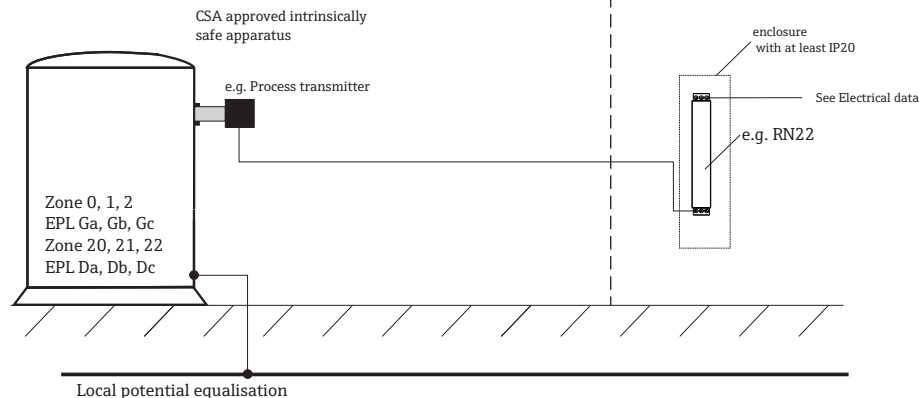 CSA approved intrinsically
safe apparatus
e.g. Process transmitter
enclosure
with at least IP20
See Electrical data
e.g. RN22
Zone 0, 1, 2
EPL Ga, Gb, Gc
Zone 20, 21, 22
EPL Da, Db, Dc
Local potential equalisation